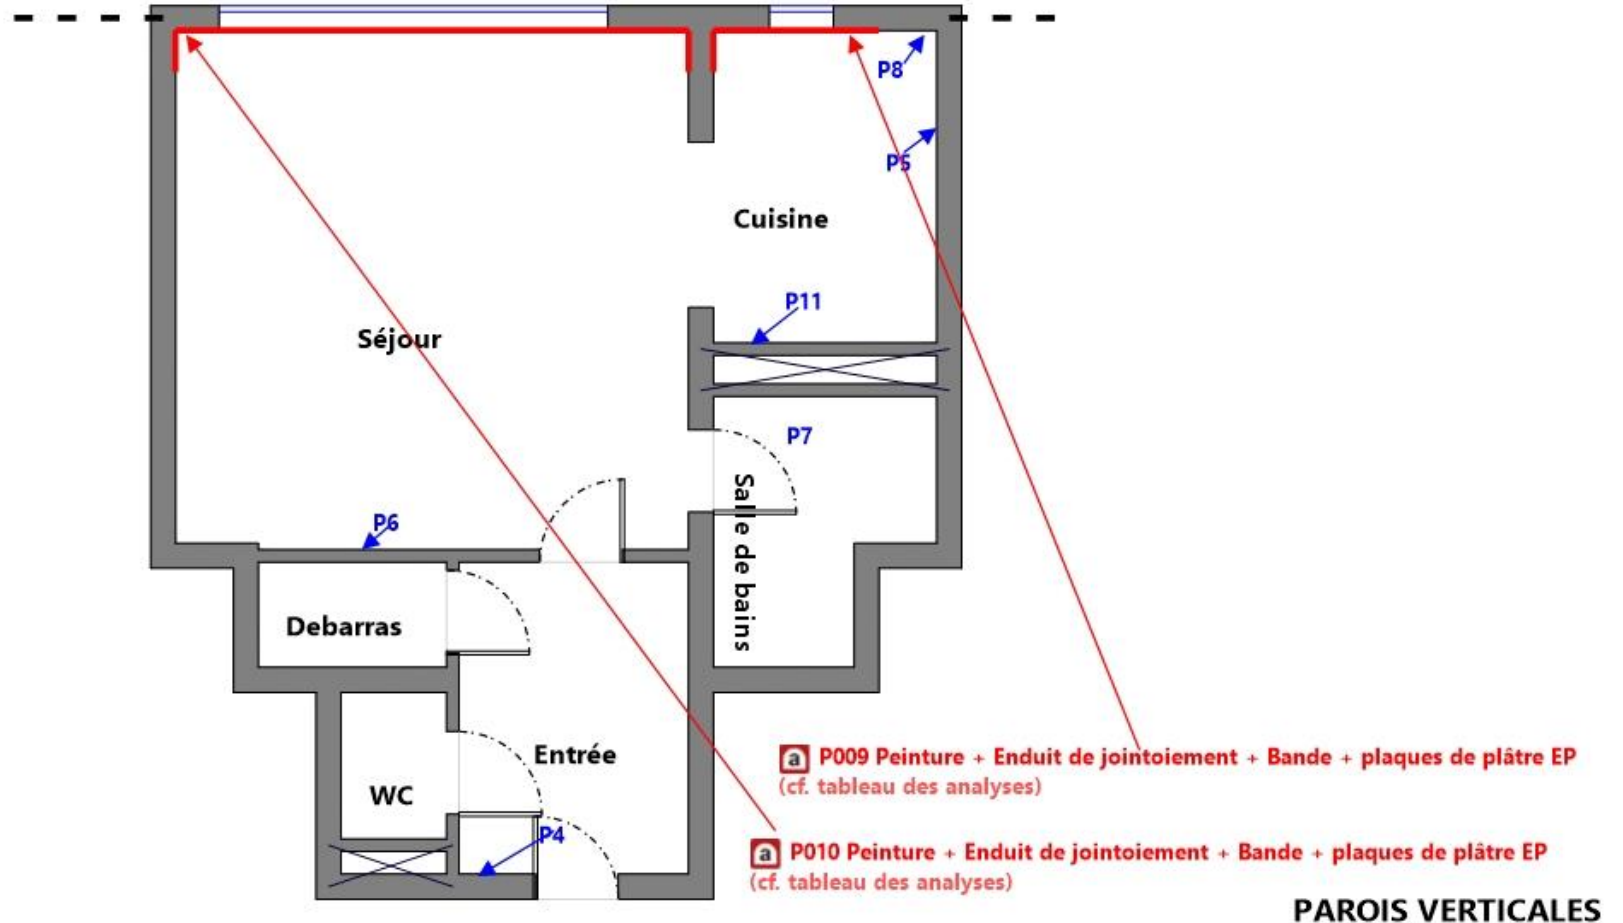 P8
P5
Cuisine
P11
Séjour
P7
Salle de bains
P6
Debarras
Entrée
WC
P4
a P009 Peinture + Enduit de jointoiement + Bande + plaques de plâtre EP
(cf. tableau des analyses)
a P010 Peinture + Enduit de jointoiement + Bande + plaques de plâtre EP
(cf. tableau des analyses)
PAROIS VERTICALES